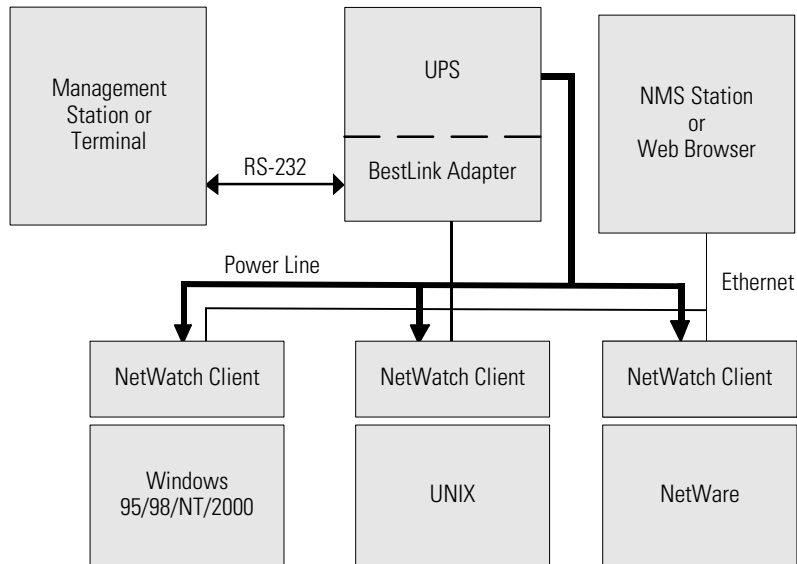 Management
Station or
Terminal
RS-232
UPS
BestLink Adapter
NMS Station
or
Web Browser
Power Line
Ethernet
NetWatch Client
NetWatch Client
NetWatch Client
Windows
95/98/NT/2000
UNIX
NetWare